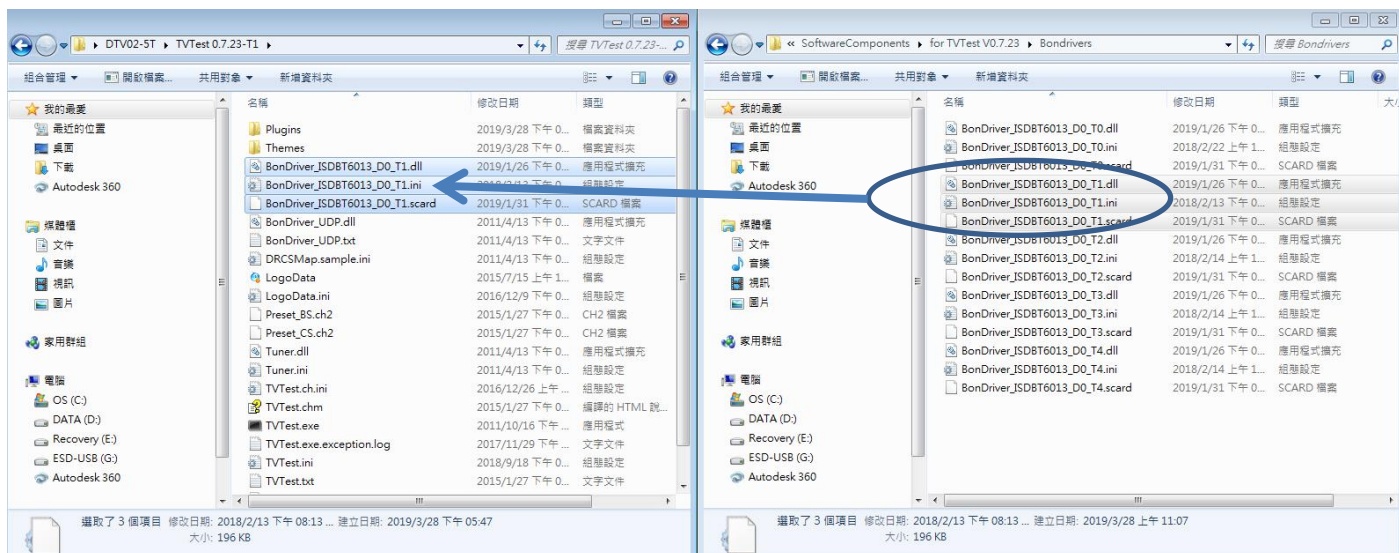 DTV02-5T ▸ TVTest 0.7.23-T1 ▸
搜尋 TVTest 0.7.23-...
組合管理 開啟檔案... 共用對象 新增資料夾
我的最愛
最近的位置
桌面
下載
Autodesk 360
媒體櫃
文件
音樂
視訊
圖片
家用群組
電腦
OS (C:)
DATA (D:)
Recovery (E:)
ESD-USB (G:)
Autodesk 360
名稱 修改日期 類型
Plugins 2019/3/28 下午 0... 檔案資料夾
Themes 2019/3/28 下午 0... 檔案資料夾
BonDriver_ISDBT6013_D0_T1.dll 2019/1/26 下午 0... 應用程式擴充
BonDriver_ISDBT6013_D0_T1.ini 組態設定
BonDriver_ISDBT6013_D0_T1.scard 2019/1/31 下午 0... SCARD 檔案
BonDriver_UDP.dll 2011/4/13 下午 0... 應用程式擴充
BonDriver_UDP.txt 2011/4/13 下午 0... 文字文件
DRCSMap.sample.ini 2011/4/13 下午 0... 組態設定
LogoData 2015/7/15 上午 1... 檔案
LogoData.ini 2016/12/9 下午 0... 組態設定
Preset_BS.ch2 2015/1/27 下午 0... CH2 檔案
Preset_CS.ch2 2015/1/27 下午 0... CH2 檔案
Tuner.dll 2011/4/13 下午 0... 應用程式擴充
Tuner.ini 2011/4/13 下午 0... 組態設定
TVTest.ch.ini 2016/12/26 上午 ... 組態設定
TVTest.chm 2015/1/27 下午 0... 編譯的 HTML 說...
TVTest.exe 2011/10/16 下午 ... 應用程式
TVTest.exe.exception.log 2017/11/29 下午 ... 文字文件
TVTest.ini 2018/9/18 下午 0... 組態設定
TVTest.txt 2015/1/27 下午 0... 文字文件
選取了 3 個項目 修改日期: 2018/2/13 下午 08:13 ... 建立日期: 2019/3/28 下午 05:47
大小: 196 KB
« SoftwareComponents ▸ for TVTest V0.7.23 ▸ Bondrivers
搜尋 Bondrivers
組合管理 開啟檔案... 共用對象 新增資料夾
我的最愛
最近的位置
桌面
下載
Autodesk 360
媒體櫃
文件
音樂
視訊
圖片
家用群組
電腦
OS (C:)
DATA (D:)
Recovery (E:)
ESD-USB (G:)
Autodesk 360
名稱 修改日期 類型
BonDriver_ISDBT6013_D0_T0.dll 2019/1/26 下午 0... 應用程式擴充
BonDriver_ISDBT6013_D0_T0.ini 2018/2/22 上午 1... 組態設定
BonDriver_ISDBT6013_D0_T0.scard 2019/1/31 下午 0... SCARD 檔案
BonDriver_ISDBT6013_D0_T1.dll 2019/1/26 下午 0... 應用程式擴充
BonDriver_ISDBT6013_D0_T1.ini 2018/2/13 下午 0... 組態設定
BonDriver_ISDBT6013_D0_T1.scard 2019/1/31 下午 0... SCARD 檔案
BonDriver_ISDBT6013_D0_T2.dll 2019/1/26 下午 0... 應用程式擴充
BonDriver_ISDBT6013_D0_T2.ini 2018/2/14 上午 1... 組態設定
BonDriver_ISDBT6013_D0_T2.scard 2019/1/31 下午 0... SCARD 檔案
BonDriver_ISDBT6013_D0_T3.dll 2019/1/26 下午 0... 應用程式擴充
BonDriver_ISDBT6013_D0_T3.ini 2018/2/14 上午 1... 組態設定
BonDriver_ISDBT6013_D0_T3.scard 2019/1/31 下午 0... SCARD 檔案
BonDriver_ISDBT6013_D0_T4.dll 2019/1/26 下午 0... 應用程式擴充
BonDriver_ISDBT6013_D0_T4.ini 2018/2/14 上午 1... 組態設定
BonDriver_ISDBT6013_D0_T4.scard 2019/1/31 下午 0... SCARD 檔案
選取了 3 個項目 修改日期: 2018/2/13 下午 08:13 ... 建立日期: 2019/3/28 上午 11:07
大小: 196 KB